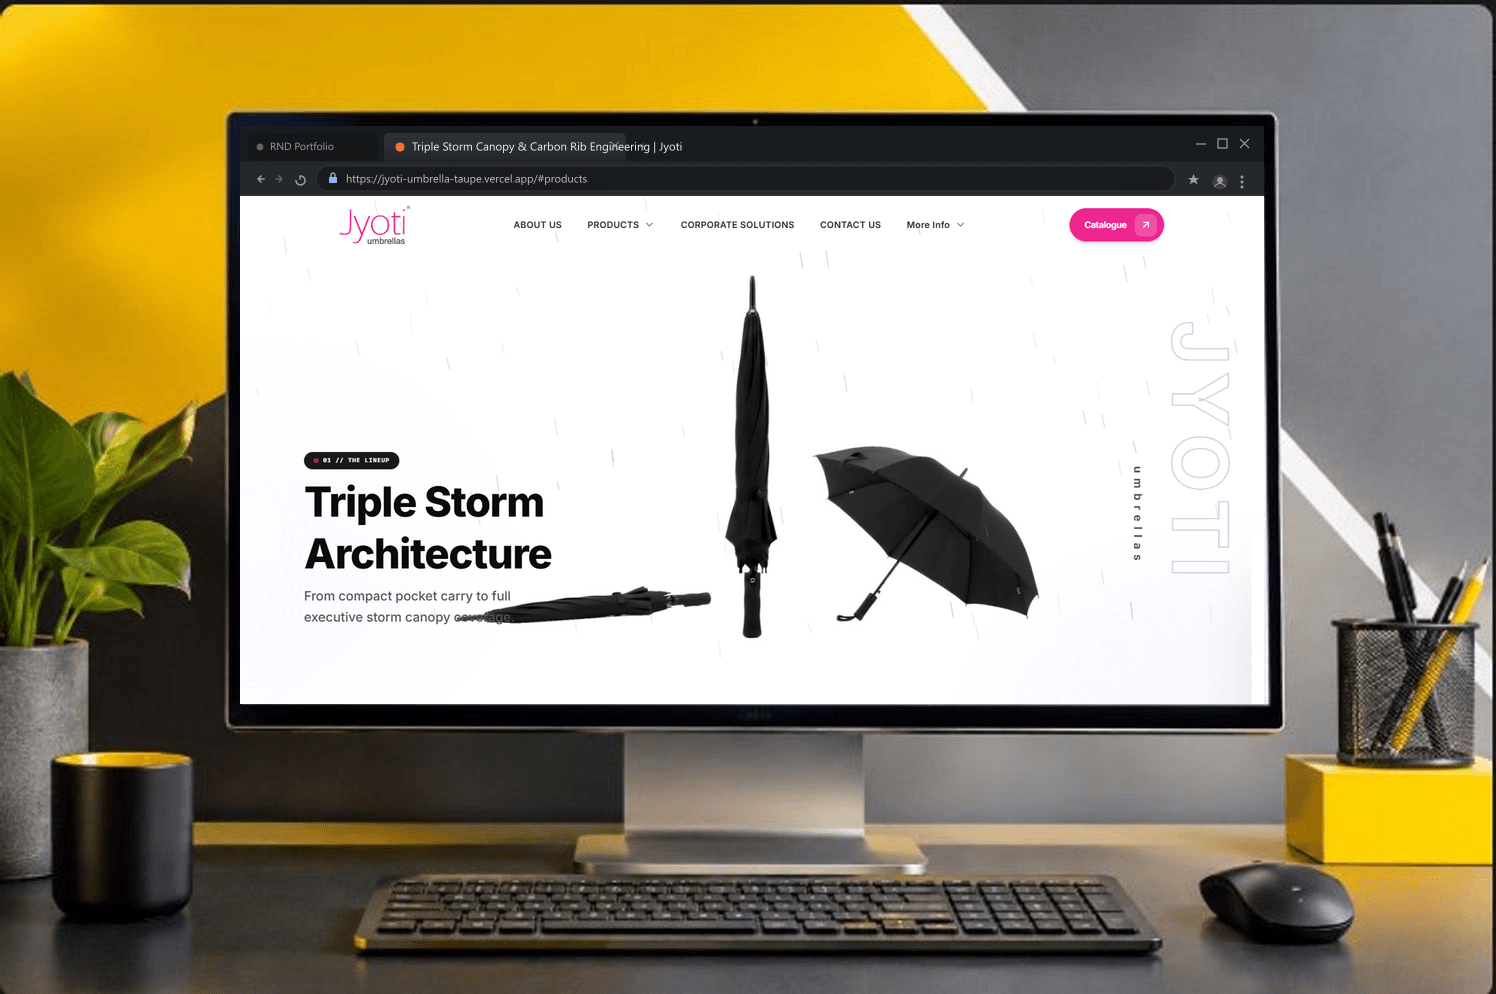 RND Portfolio
Triple Storm Canopy & Carbon Rib Engineering | Jyoti
https://jyoti-umbrella-taupe.vercel.app/#products
Jyoti®
umbrellas
ABOUT US
PRODUCTS
CORPORATE SOLUTIONS
CONTACT US
More Info
Catalogue
01 // THE LINEUP
Triple Storm
Architecture
From compact pocket carry to full
executive storm canopy coverage.
umbrellas
JYOTI